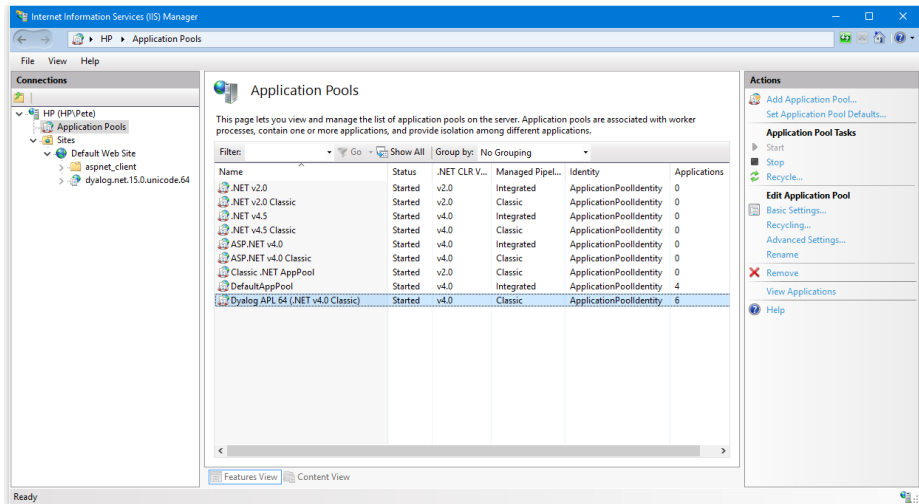 Internet Information Services (IIS) Manager
HP Application Pools
File View Help
Connections
HP (HP\Pete)
Application Pools
Sites
Default Web Site
aspnet_client
dyalog.net.15.0.unicode.64
Application Pools
This page lets you view and manage the list of application pools on the server. Application pools are associated with worker
processes, contain one or more applications, and provide isolation among different applications.
Filter: Go Show All Group by: No Grouping
Name Status .NET CLR V... Managed Pipel... Identity Applications
.NET v2.0 Started v2.0 Integrated ApplicationPoolIdentity 0
.NET v2.0 Classic Started v2.0 Classic ApplicationPoolIdentity 0
.NET v4.5 Started v4.0 Integrated ApplicationPoolIdentity 0
.NET v4.5 Classic Started v4.0 Classic ApplicationPoolIdentity 0
ASP.NET v4.0 Started v4.0 Integrated ApplicationPoolIdentity 0
ASP.NET v4.0 Classic Started v4.0 Classic ApplicationPoolIdentity 0
Classic .NET AppPool Started v2.0 Classic ApplicationPoolIdentity 0
DefaultAppPool Started v4.0 Integrated ApplicationPoolIdentity 4
Dyalog APL 64 (.NET v4.0 Classic) Started v4.0 Classic ApplicationPoolIdentity 6
Features View Content View
Actions
Add Application Pool...
Set Application Pool Defaults...
Application Pool Tasks
Start
Stop
Recycle...
Edit Application Pool
Basic Settings...
Recycling...
Advanced Settings...
Rename
Remove
View Applications
Help
Ready